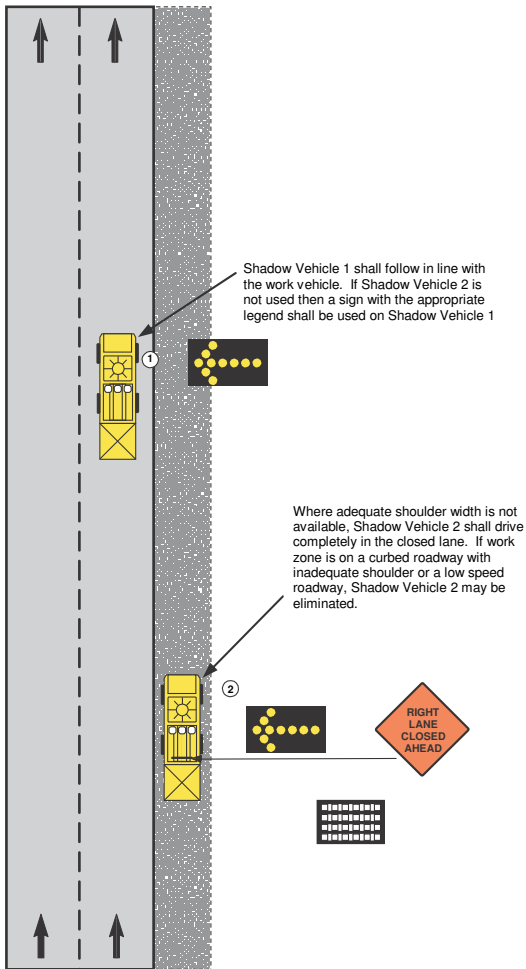 Shadow Vehicle 1 shall follow in line with
the work vehicle. If Shadow Vehicle 2 is
not used then a sign with the appropriate
legend shall be used on Shadow Vehicle 1
1
Where adequate shoulder width is not
available, Shadow Vehicle 2 shall drive
completely in the closed lane. If work
zone is on a curbed roadway with
inadequate shoulder or a low speed
roadway, Shadow Vehicle 2 may be
eliminated.
2
RIGHT
LANE
CLOSED
AHEAD